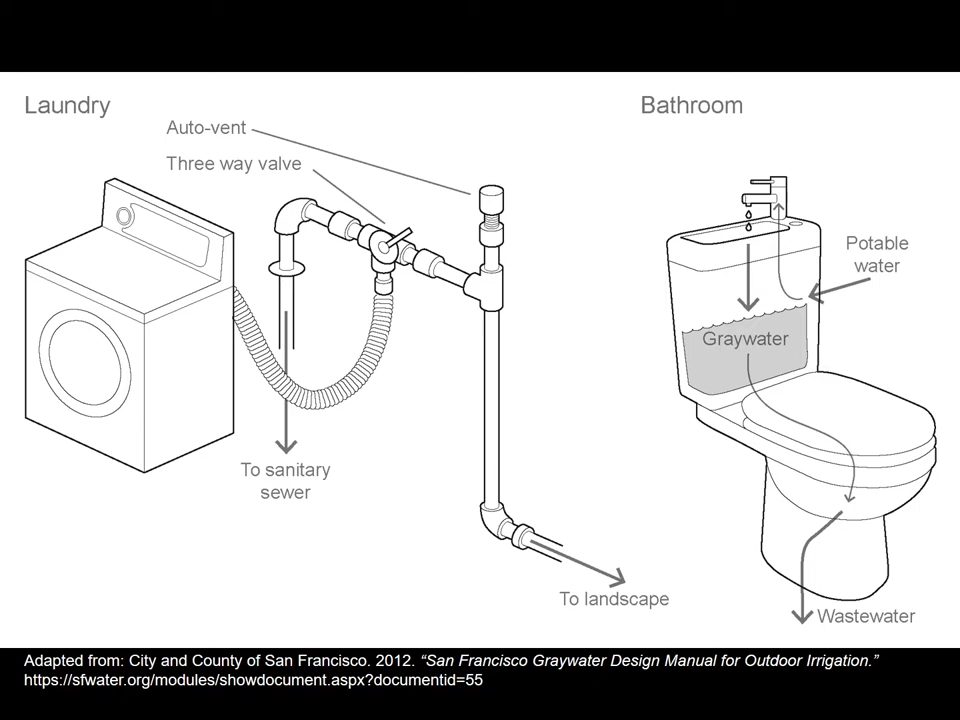 Laundry
Bathroom
Auto-vent
Three way valve
Potable
water
Graywater
To sanitary
sewer
To landscape
Wastewater
Adapted from: City and County of San Francisco. 2012. “San Francisco Graywater Design Manual for Outdoor Irrigation.”
https://sfwater.org/modules/showdocument.aspx?documentid=55